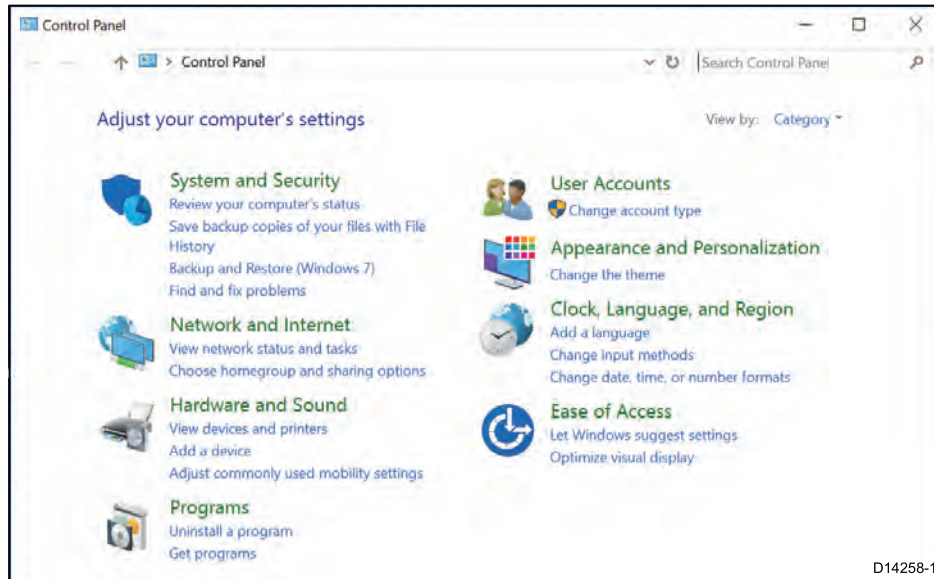 Control Panel
Control Panel
Search Control Panel
Adjust your computer's settings
View by: Category
System and Security
Review your computer's status
Save backup copies of your files with File
History
Backup and Restore (Windows 7)
Find and fix problems
Network and Internet
View network status and tasks
Choose homegroup and sharing options
Hardware and Sound
View devices and printers
Add a device
Adjust commonly used mobility settings
Programs
Uninstall a program
Get programs
User Accounts
Change account type
Appearance and Personalization
Change the theme
Clock, Language, and Region
Add a language
Change input methods
Change date, time, or number formats
Ease of Access
Let Windows suggest settings
Optimize visual display
D14258-1